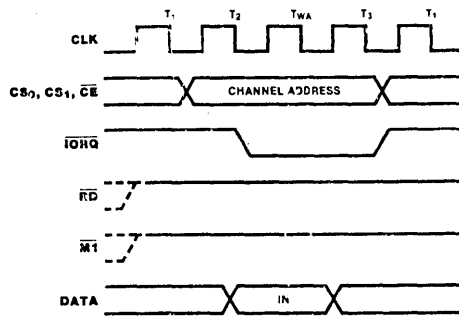 T₁ T₂ TWA T₃ T₁
CLK
CS₀, CS₁, CE CHANNEL ADDRESS
IORQ
RD
M1
DATA IN